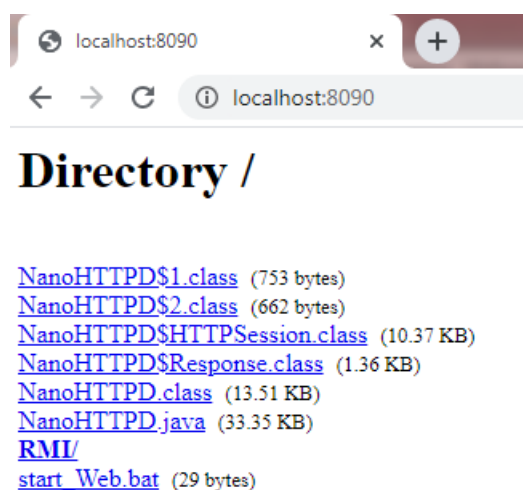 localhost:8090
localhost:8090
Directory /
NanoHTTPD$1.class (753 bytes)
NanoHTTPD$2.class (662 bytes)
NanoHTTPD$HTTPSession.class (10.37 KB)
NanoHTTPD$Response.class (1.36 KB)
NanoHTTPD.class (13.51 KB)
NanoHTTPD.java (33.35 KB)
RMI/
start_Web.bat (29 bytes)